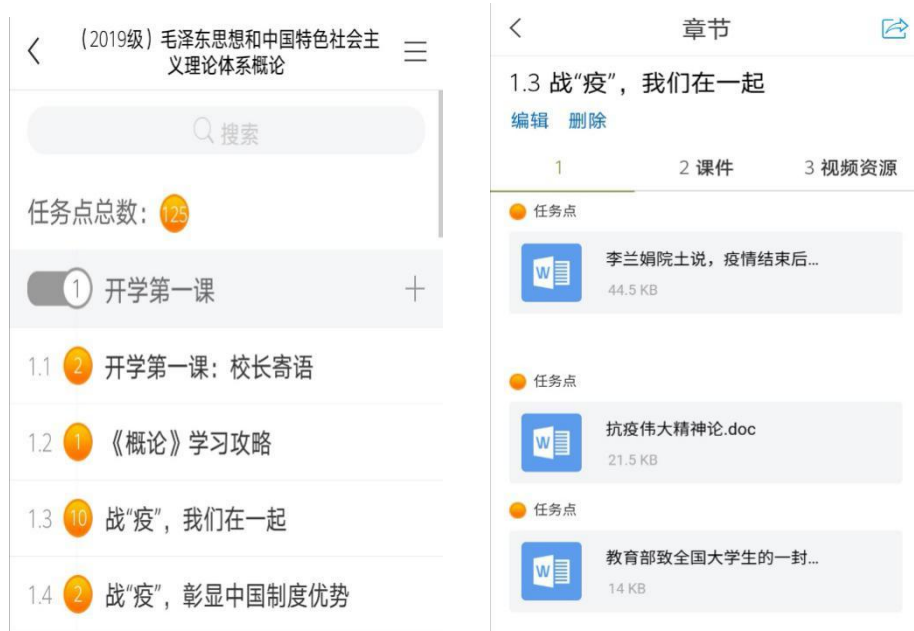 （2019级）毛泽东思想和中国特色社会主
义理论体系概论
搜索
任务点总数：125
1 开学第一课
1.1 2 开学第一课：校长寄语
1.2 1 《概论》学习攻略
1.3 10 战“疫”，我们在一起
1.4 2 战“疫”，彰显中国制度优势
章节
1.3 战“疫”，我们在一起
编辑 删除
1 2 课件 3 视频资源
任务点
李兰娟院士说，疫情结束后...
44.5 KB
任务点
抗疫伟大精神论.doc
21.5 KB
任务点
教育部致全国大学生的一封...
14 KB